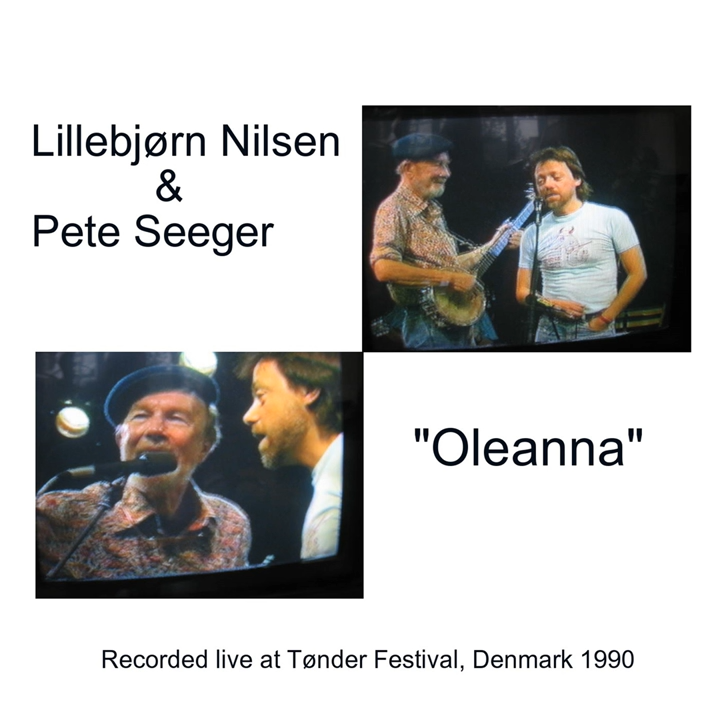 Lillebjørn Nilsen
&
Pete Seeger
"Oleanna"
Recorded live at Tønder Festival, Denmark 1990